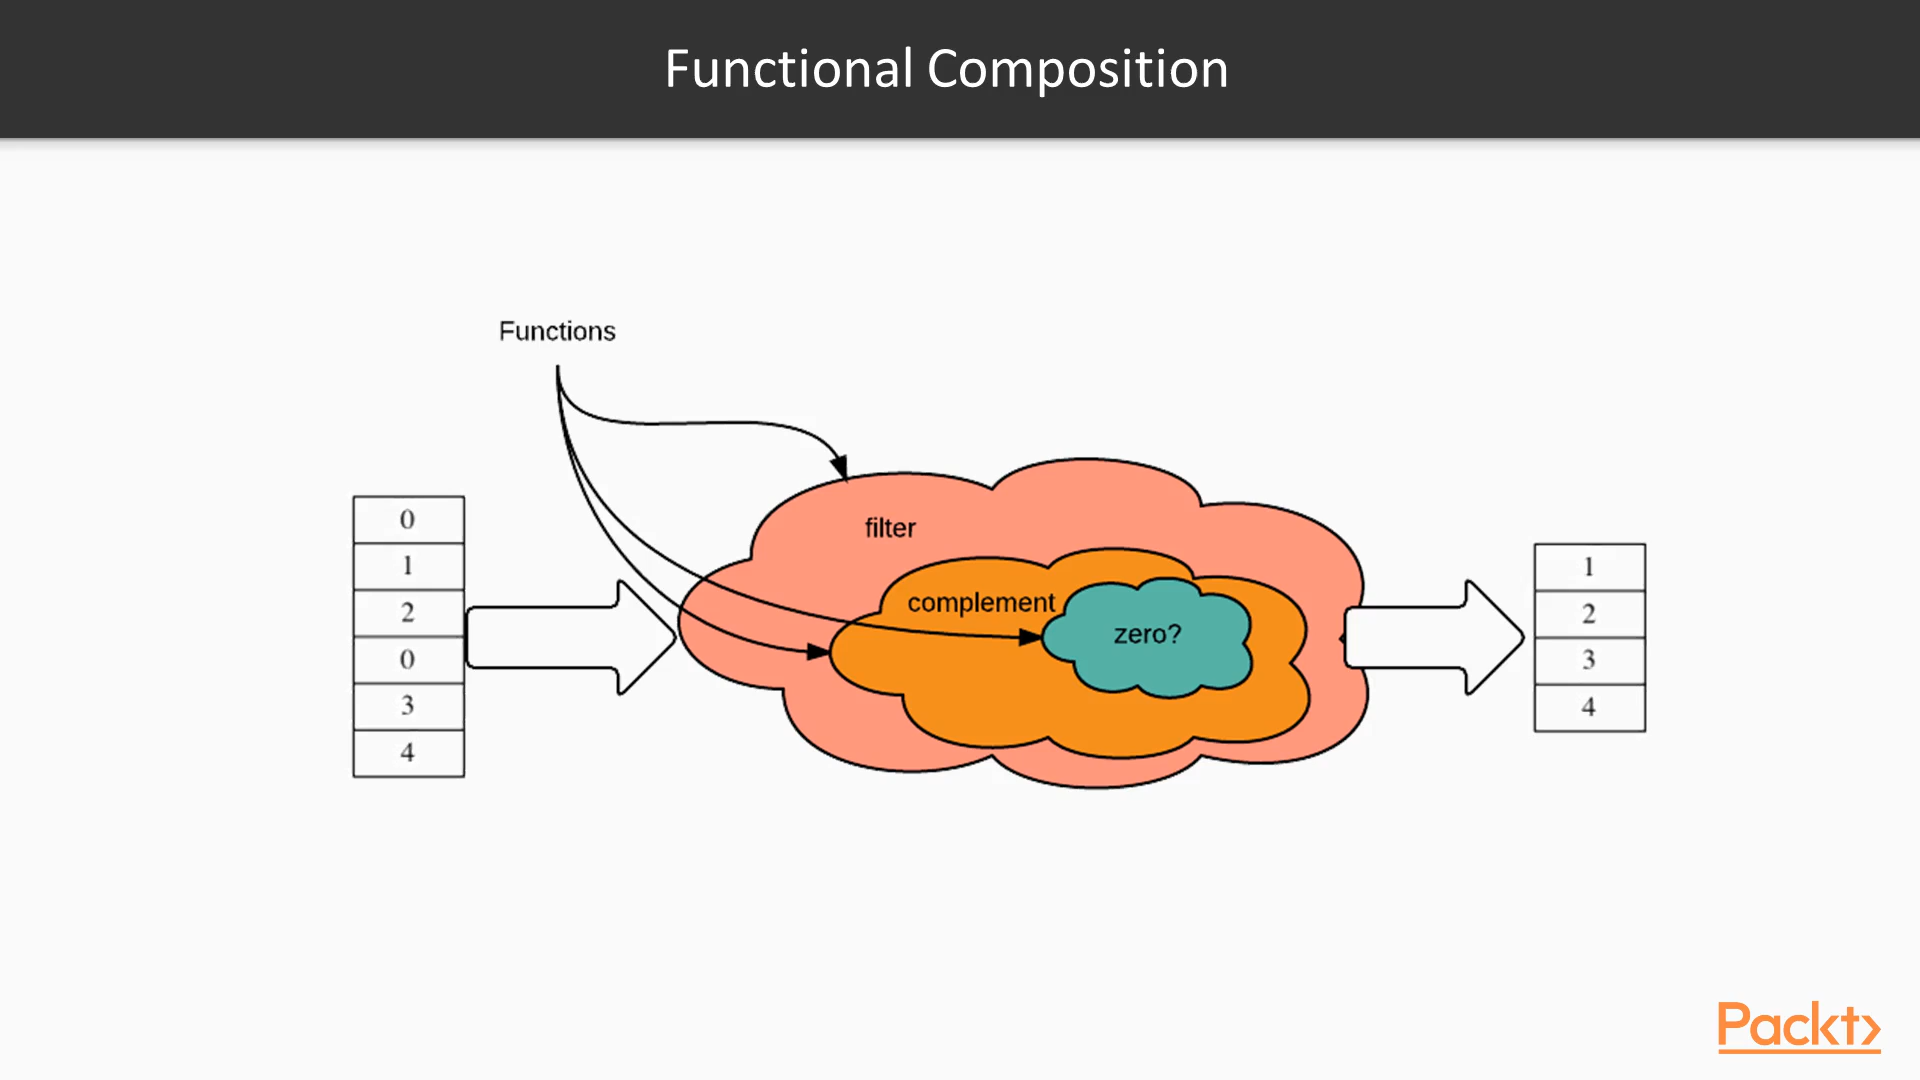 Functional Composition
Functions
filter
complement
zero?
0
1
2
0
3
4
1
2
3
4
Packt